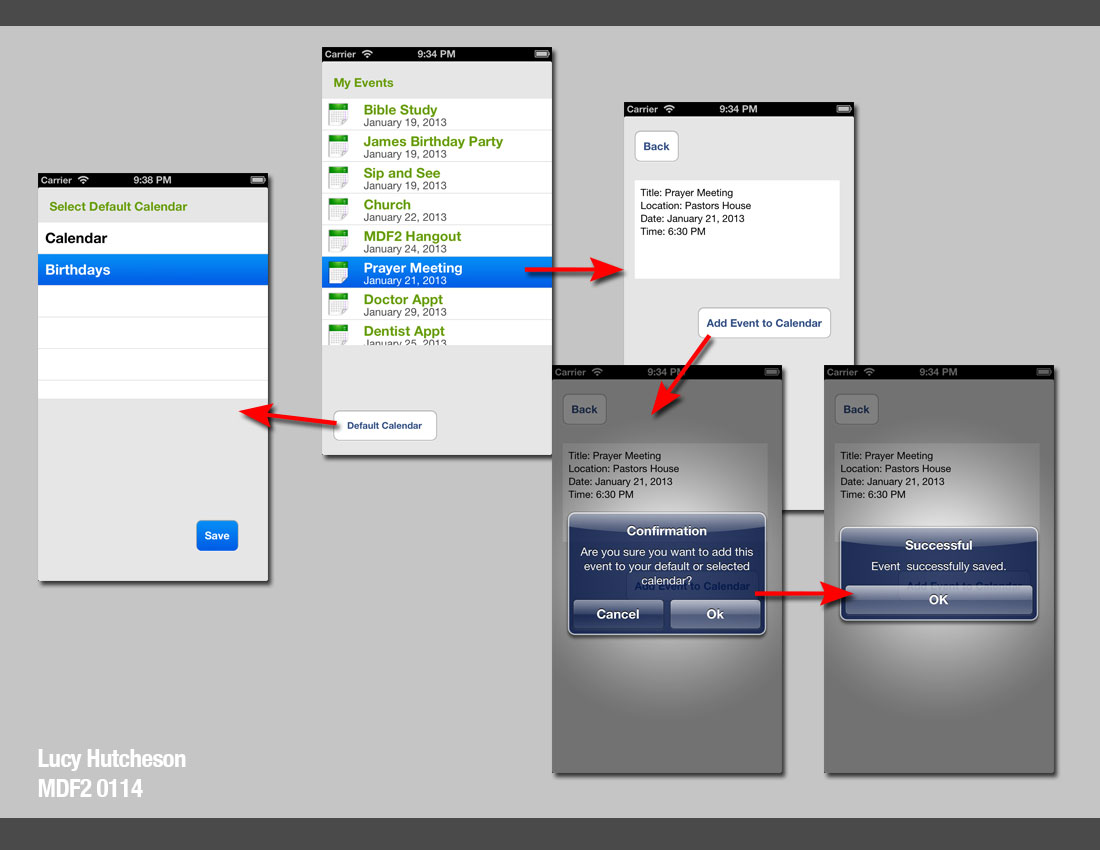 Carrier 9:38 PM
Select Default Calendar
Calendar
Birthdays
Save
Carrier 9:34 PM
My Events
Bible Study
January 19, 2013
James Birthday Party
January 19, 2013
Sip and See
January 19, 2013
Church
January 22, 2013
MDF2 Hangout
January 24, 2013
Prayer Meeting
January 21, 2013
Doctor Appt
January 29, 2013
Dentist Appt
January 25, 2013
Default Calendar
Carrier 9:34 PM
Back
Title: Prayer Meeting
Location: Pastors House
Date: January 21, 2013
Time: 6:30 PM
Add Event to Calendar
Carrier 9:34 PM
Back
Title: Prayer Meeting
Location: Pastors House
Date: January 21, 2013
Time: 6:30 PM
Confirmation
Are you sure you want to add this
event to your default or selected
calendar?
Add Event to Calendar
Cancel Ok
Carrier 9:34 PM
Back
Title: Prayer Meeting
Location: Pastors House
Date: January 21, 2013
Time: 6:30 PM
Successful
Event successfully saved.
Add Event to Calendar
OK
Lucy Hutcheson
MDF2 0114